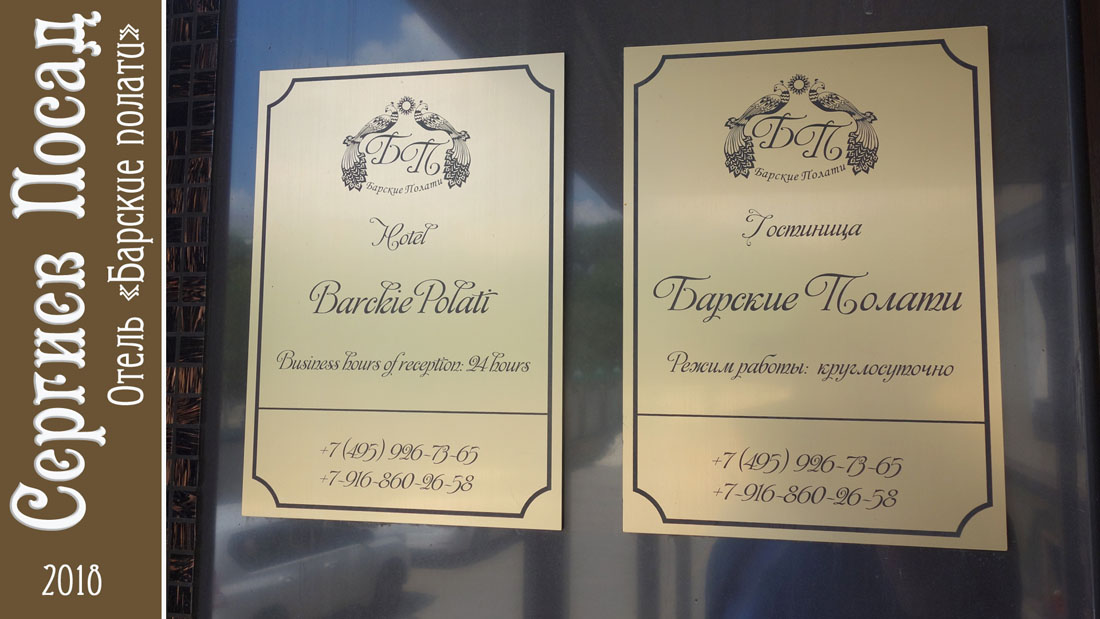 Сергиев Посад
Отель «Барские полати»
2018
БП
Барские Полати
Hotel
Barckie Polati
Business hours of reception: 24 hours
+7 (495) 926-73-65
+7-916-860-26-58
БП
Барские Полати
Гостиница
Барские Полати
Режим работы: круглосуточно
+7 (495) 926-73-65
+7-916-860-26-58